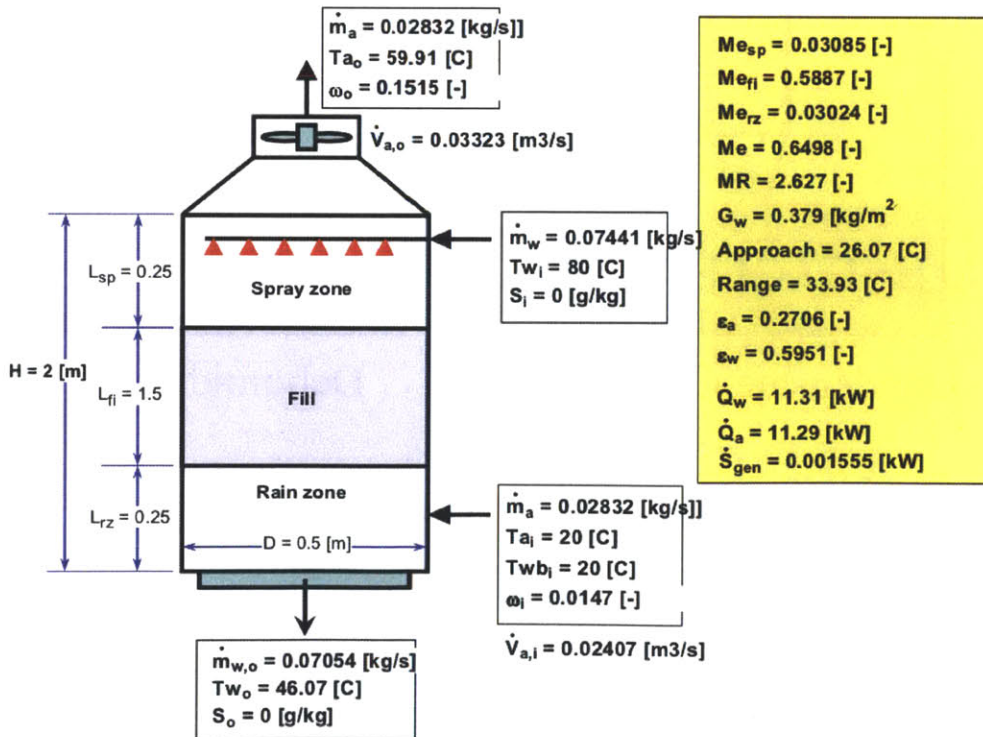 ṁa = 0.02832 [kg/s]]
Tao = 59.91 [C]
ωo = 0.1515 [-]
V̇a,o = 0.03323 [m3/s]
ṁw = 0.07441 [kg/s]
Twi = 80 [C]
Si = 0 [g/kg]
Lsp = 0.25
Spray zone
H = 2 [m]
Lfi = 1.5
Fill
Rain zone
Lrz = 0.25
D = 0.5 [m]
ṁa = 0.02832 [kg/s]]
Tai = 20 [C]
Twbi = 20 [C]
ωi = 0.0147 [-]
V̇a,i = 0.02407 [m3/s]
ṁw,o = 0.07054 [kg/s]
Two = 46.07 [C]
So = 0 [g/kg]
Mesp = 0.03085 [-]
Mefi = 0.5887 [-]
Merz = 0.03024 [-]
Me = 0.6498 [-]
MR = 2.627 [-]
Gw = 0.379 [kg/m²
Approach = 26.07 [C]
Range = 33.93 [C]
εa = 0.2706 [-]
εw = 0.5951 [-]
Q̇w = 11.31 [kW]
Q̇a = 11.29 [kW]
Ṡgen = 0.001555 [kW]